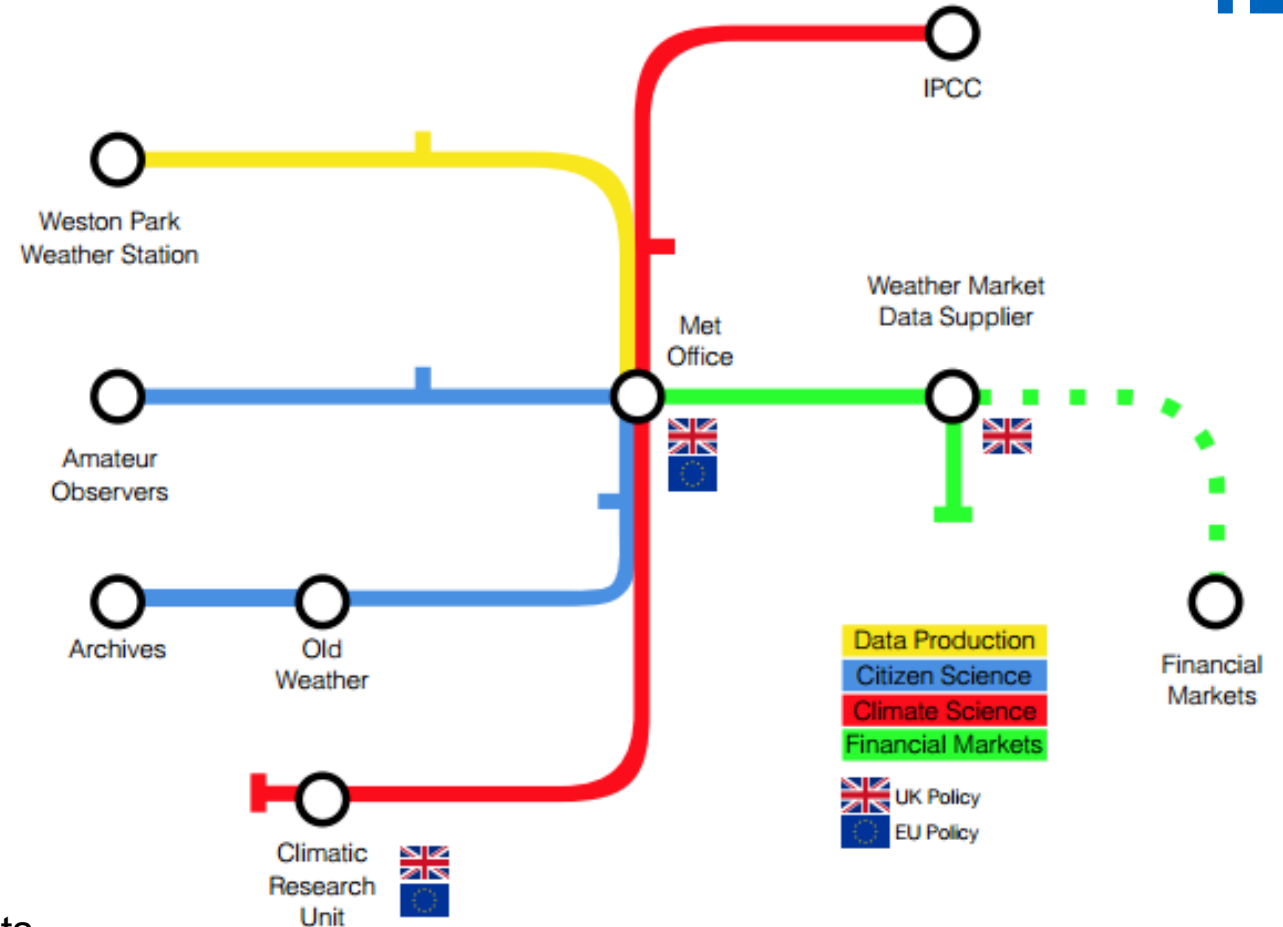 IPCC
Weston Park
Weather Station
Weather Market
Data Supplier
Met
Office
Amateur
Observers
Archives
Old
Weather
Data Production
Citizen Science
Climate Science
Financial Markets
Financial
Markets
UK Policy
EU Policy
Climatic
Research
Unit